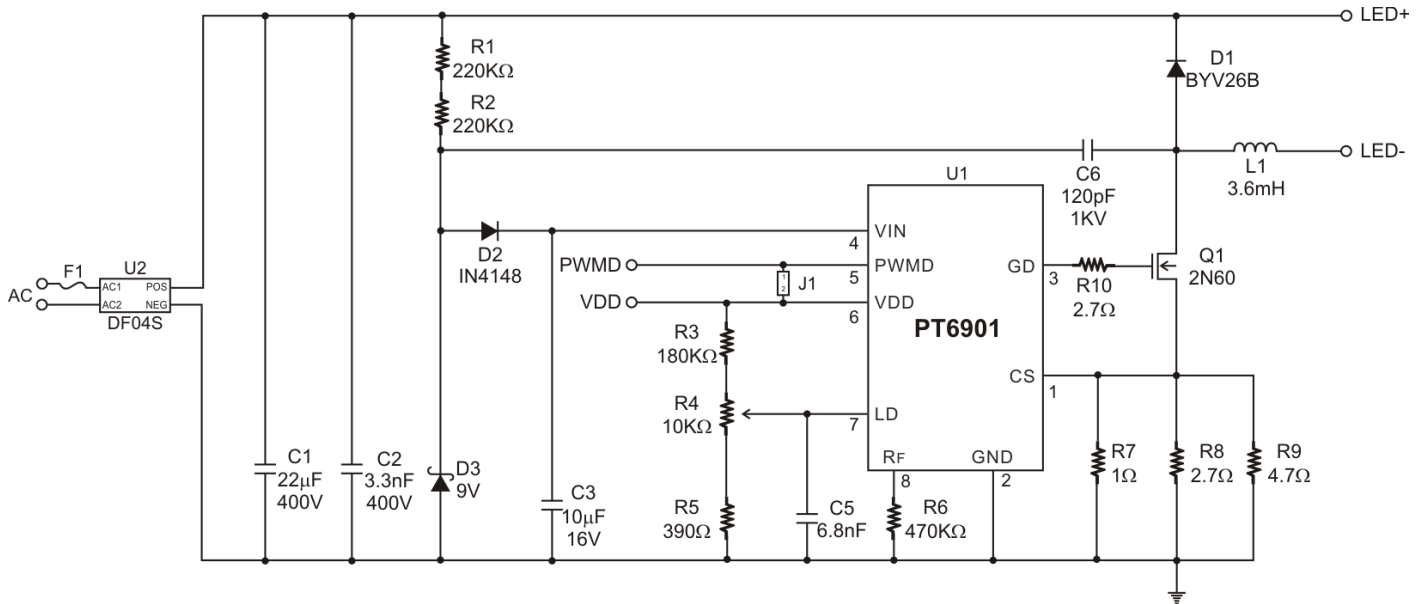 LED+
R1
220KΩ
D1
BYV26B
R2
220KΩ
LED-
C6
120pF
1KV
L1
3.6mH
U1
VIN
4
D2
IN4148
PWMD
PWMD
5
J1
1
2
VDD
VDD
6
GD
3
R10
2.7Ω
Q1
2N60
F1
U2
AC
AC1
POS
AC2
NEG
DF04S
PT6901
R3
180KΩ
CS
1
R4
10KΩ
LD
7
RF
8
GND
2
C1
22μF
400V
C2
3.3nF
400V
D3
9V
C3
10μF
16V
R5
390Ω
C5
6.8nF
R6
470KΩ
R7
1Ω
R8
2.7Ω
R9
4.7Ω